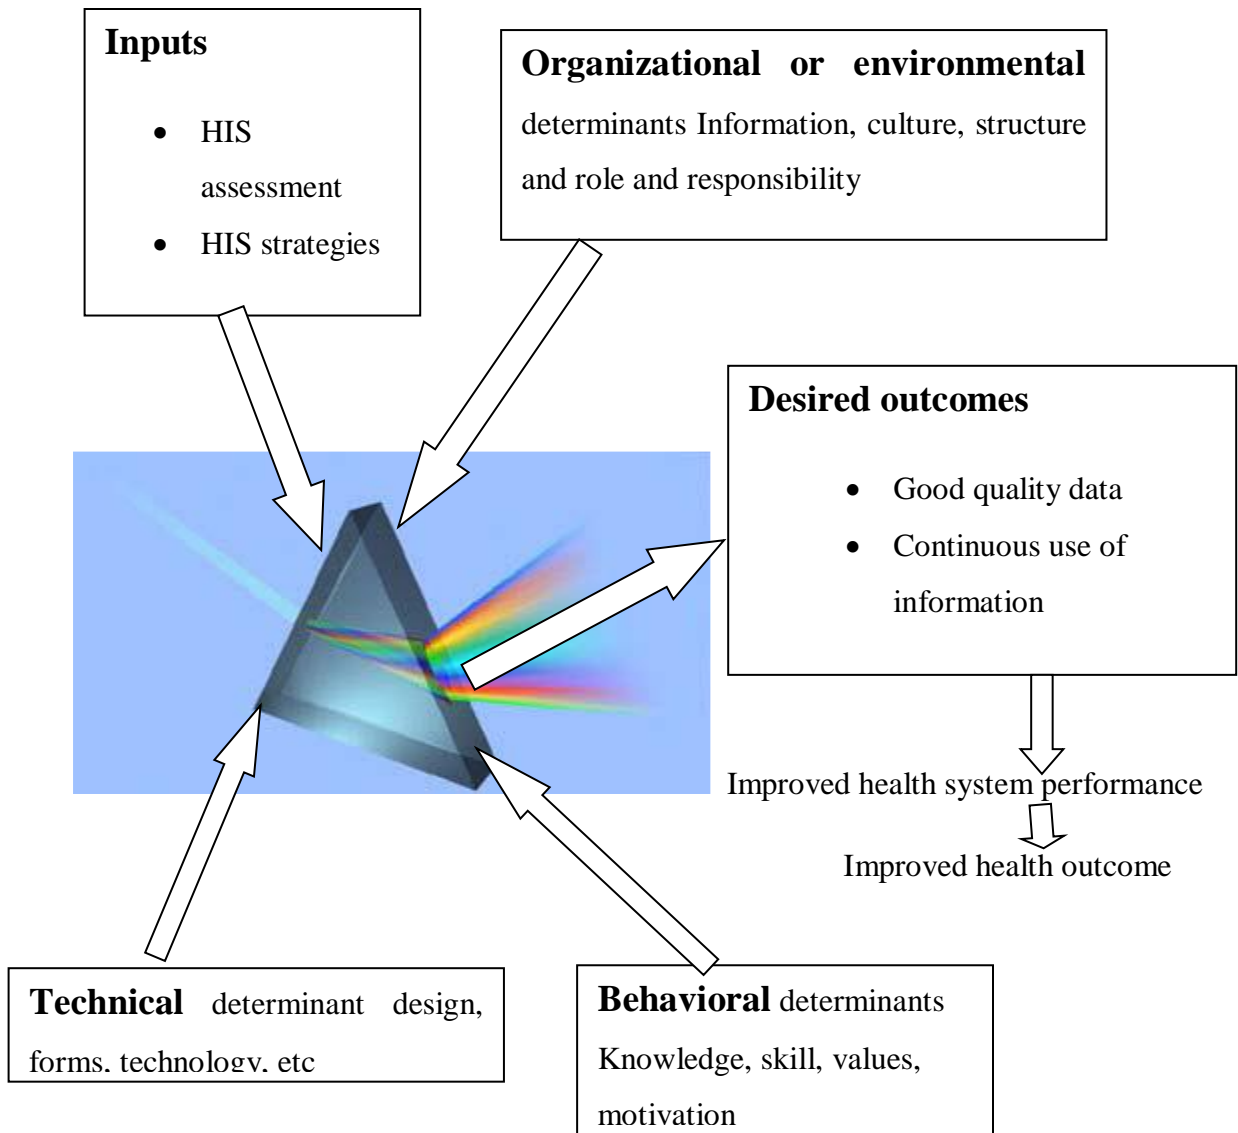 Inputs
• HIS
assessment
• HIS strategies
Organizational or environmental
determinants Information, culture, structure
and role and responsibility
Desired outcomes
• Good quality data
• Continuous use of
information
Improved health system performance
Improved health outcome
Technical determinant design,
forms, technology, etc
Behavioral determinants
Knowledge, skill, values,
motivation